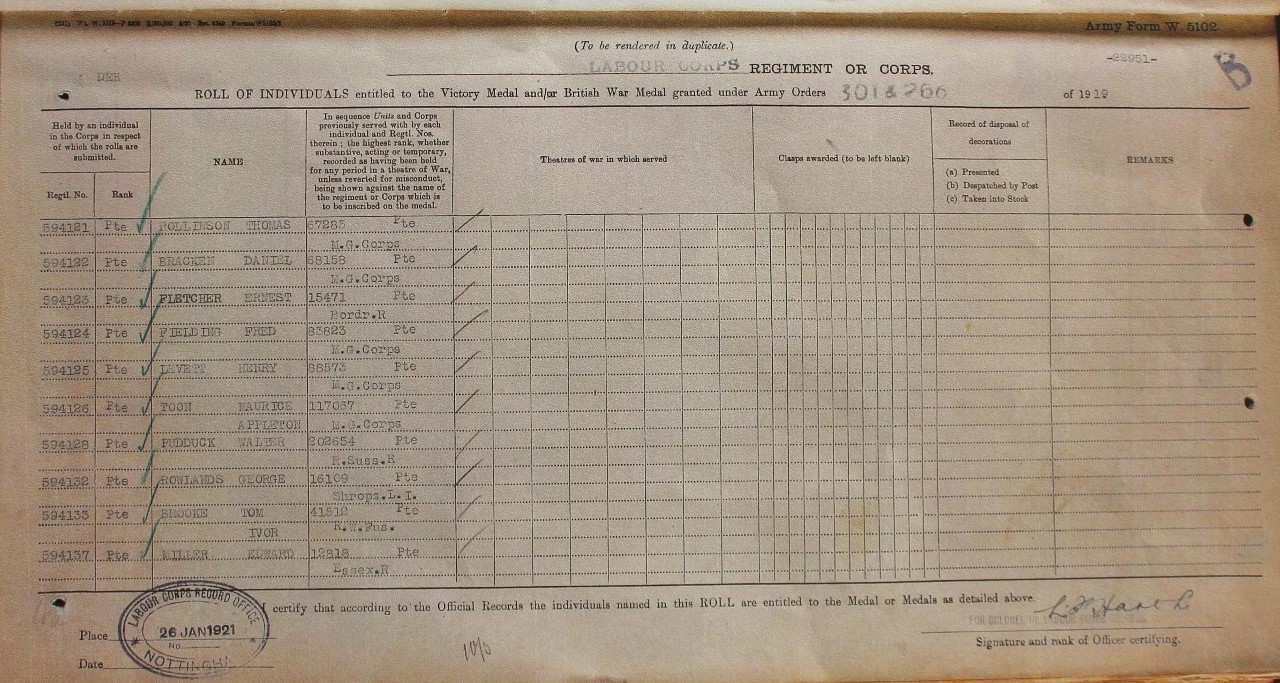 Army Form W. 5102.
(To be rendered in duplicate.)
-22951-
B
DEH
LABOUR CORPS REGIMENT OR CORPS.
ROLL OF INDIVIDUALS entitled to the Victory Medal and/or British War Medal granted under Army Orders 301 & 266 of 1919
Held by an individual in the Corps in respect of which the rolls are submitted.
Regtl. No. Rank
NAME
In sequence Units and Corps
previously served with by each
individual and Regtl. Nos.
therein; the highest rank, whether
substantive, acting or temporary,
recorded as having been held
for any period in a theatre of War,
unless reverted for misconduct,
being shown against the name of
the regiment or Corps which is
to be inscribed on the medal.
Theatres of war in which served
Clasps awarded (to be left blank)
Record of disposal of
decorations
(a) Presented
(b) Despatched by Post
(c) Taken into Stock
REMARKS
594121 Pte ROLLINSON THOMAS 67285 Pte
M.G.Corps
594122 Pte BRACKEN DANIEL 68158 Pte
M.G.Corps
594123 Pte FLETCHER ERNEST 15471 Pte
Bordr.R
594124 Pte FIELDING FRED 83823 Pte
M.G.Corps
594125 Pte LEVETT HENRY 88573 Pte
M.G.Corps
594126 Pte TOON MAURICE 117087 Pte
APPLETON M.G.Corps
594128 Pte PUDDUCK WALTER 202654 Pte
R.Suss.R
594132 Pte ROWLANDS GEORGE 16109 Pte
Shrops.L.I.
594133 Pte BROOKE TOM 41512 Pte
IVOR R.W.Fus.
594137 Pte MILLER EDWARD 12818 Pte
Essex.R
certify that according to the Official Records the individuals named in this ROLL are entitled to the Medal or Medals as detailed above.
LABOUR CORPS RECORD OFFICE
26 JAN 1921
No.
NOTTINGHAM
Place
Date
FOR COLONEL
Signature and rank of Officer certifying.